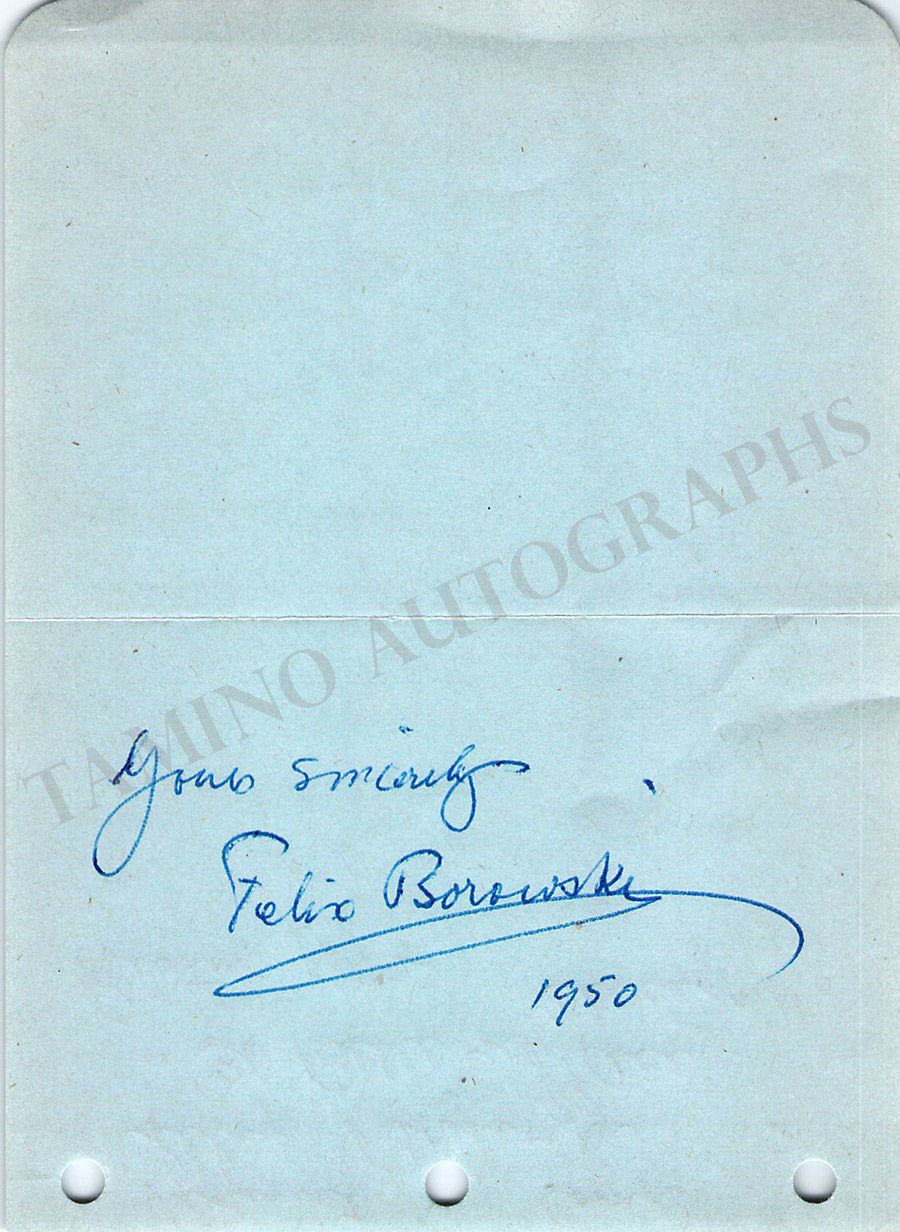 TAMINO AUTOGRAPHS
Yours sincerely
Felix Borowski
1950